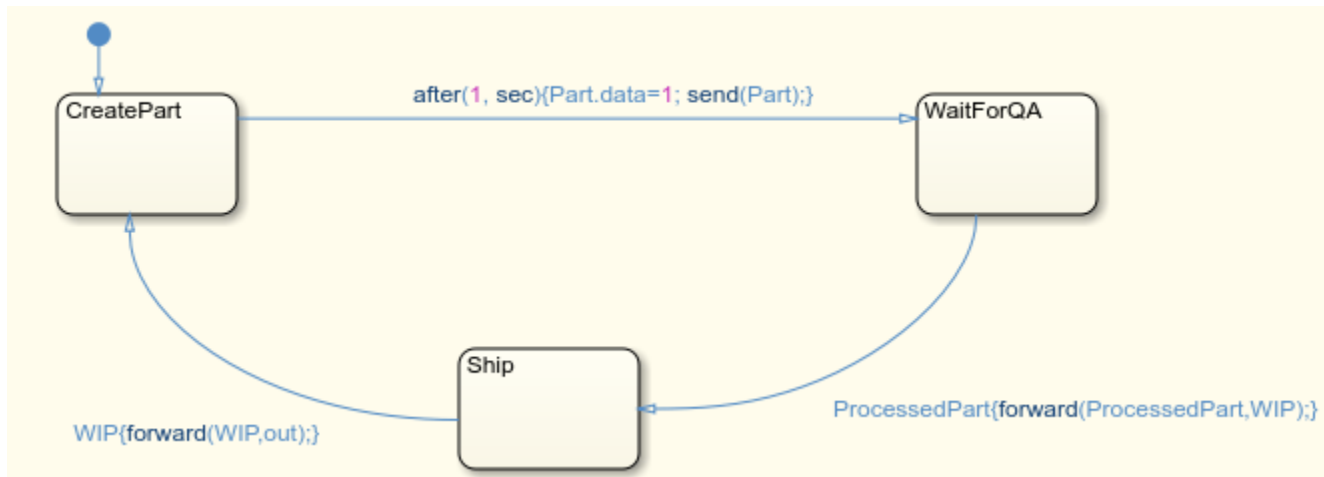 after(1, sec){Part.data=1; send(Part);}
CreatePart
WaitForQA
Ship
ProcessedPart{forward(ProcessedPart,WIP);}
WIP{forward(WIP,out);}